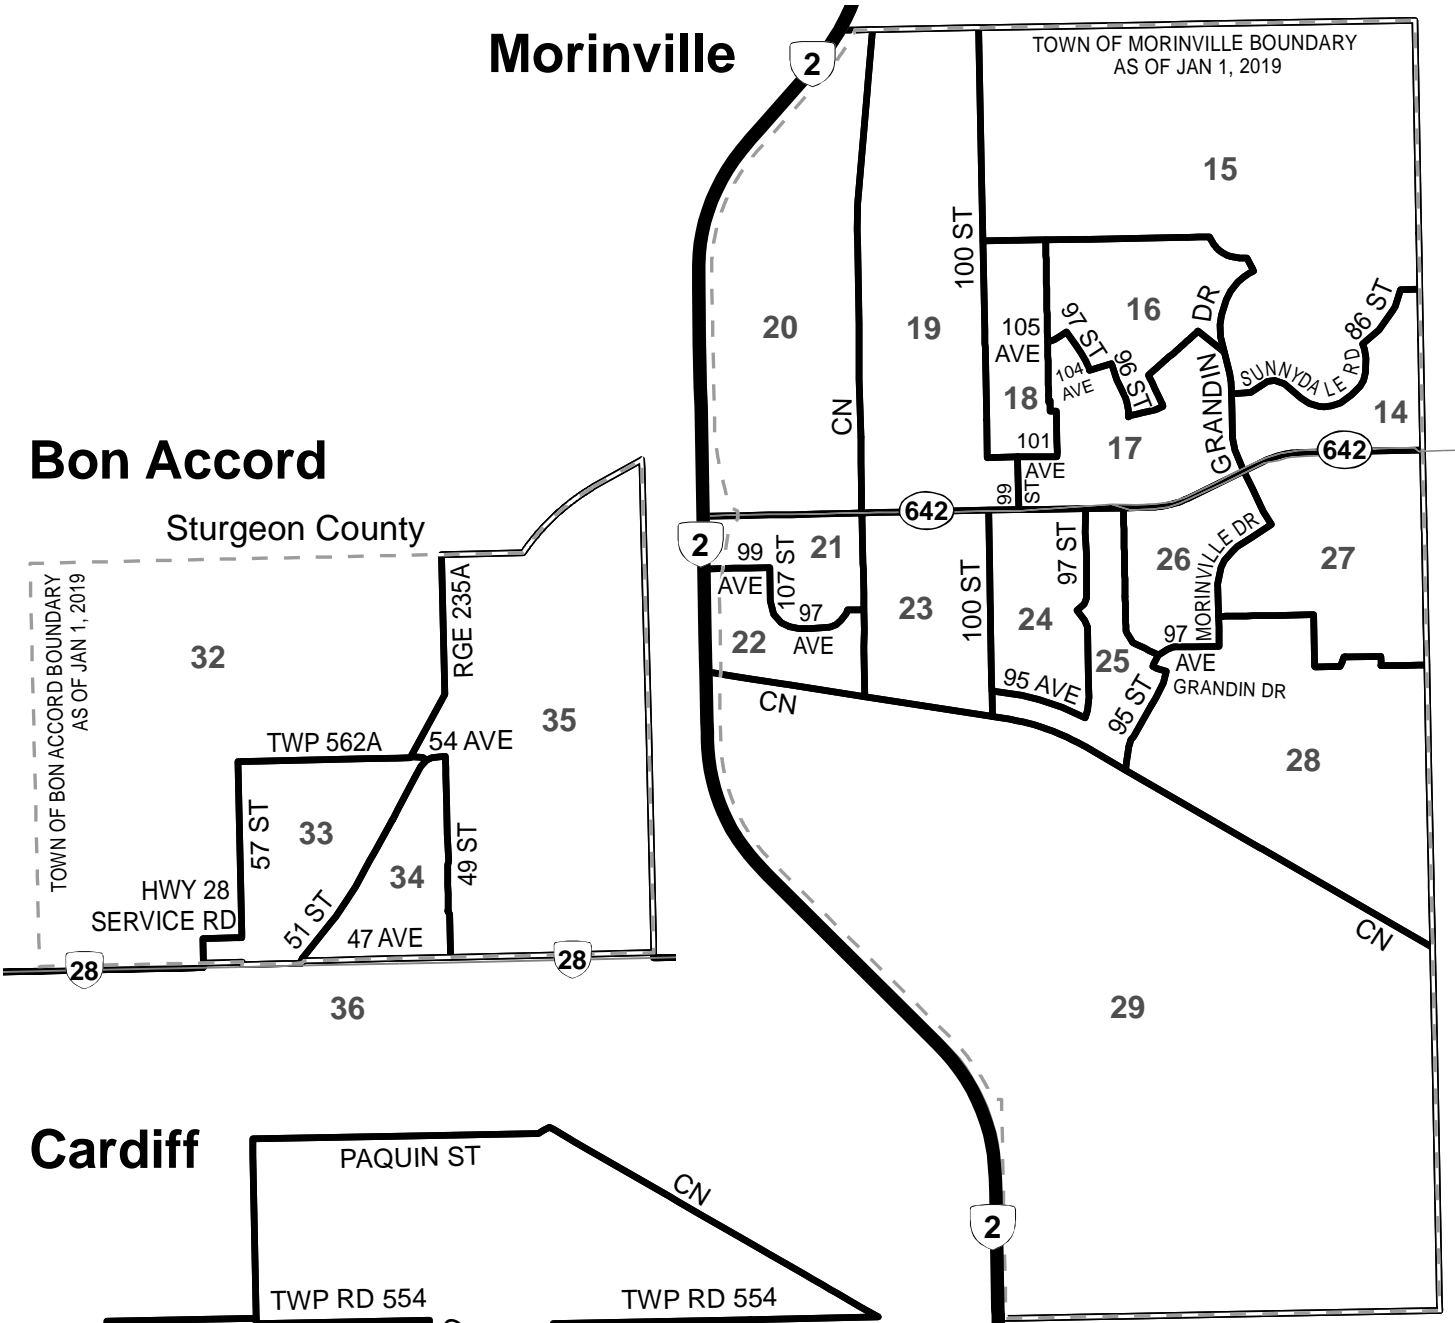 Morinville
2
TOWN OF MORINVILLE BOUNDARY
AS OF JAN 1, 2019
15
100 ST
20
19
105
AVE
97 ST
16
DR
86 ST
104
AVE
96 ST
GRANDIN
SUNNYDALE RD
18
CN
14
17
101
AVE
99
ST
642
642
2
99
AVE
107 ST
21
97
AVE
22
23
100 ST
97 ST
24
26
MORINVILLE DR
27
25
97
AVE
GRANDIN DR
95 AVE
95 ST
CN
28
CN
29
2
Bon Accord
Sturgeon County
TOWN OF BON ACCORD BOUNDARY
AS OF JAN 1, 2019
RGE 235A
32
35
TWP 562A
54 AVE
57 ST
33
49 ST
34
HWY 28
SERVICE RD
51 ST
47 AVE
28
28
36
Cardiff
PAQUIN ST
CN
TWP RD 554
TWP RD 554